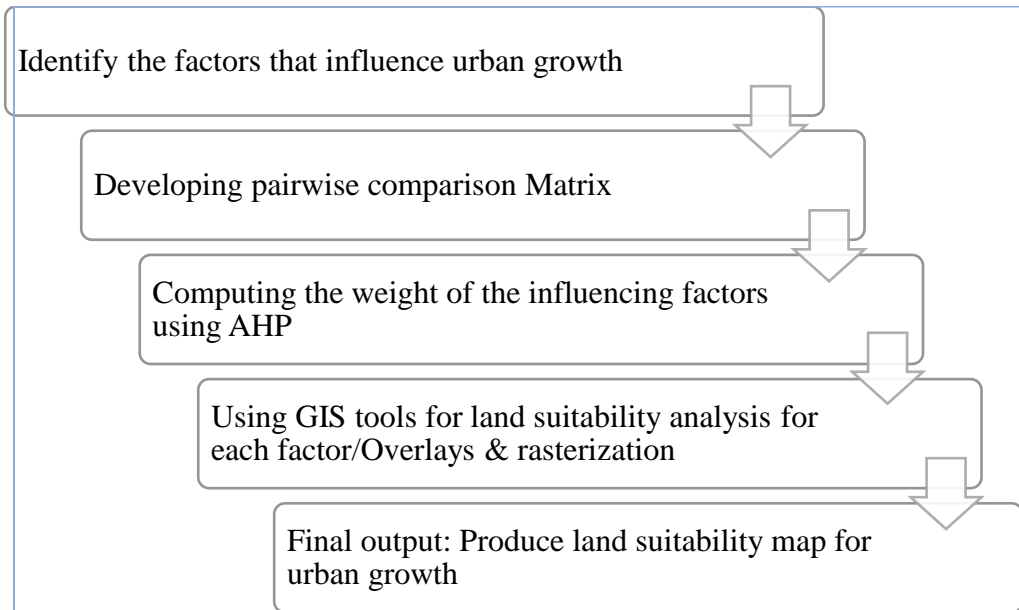 Identify the factors that influence urban growth
Developing pairwise comparison Matrix
Computing the weight of the influencing factors
using AHP
Using GIS tools for land suitability analysis for
each factor/Overlays & rasterization
Final output: Produce land suitability map for
urban growth